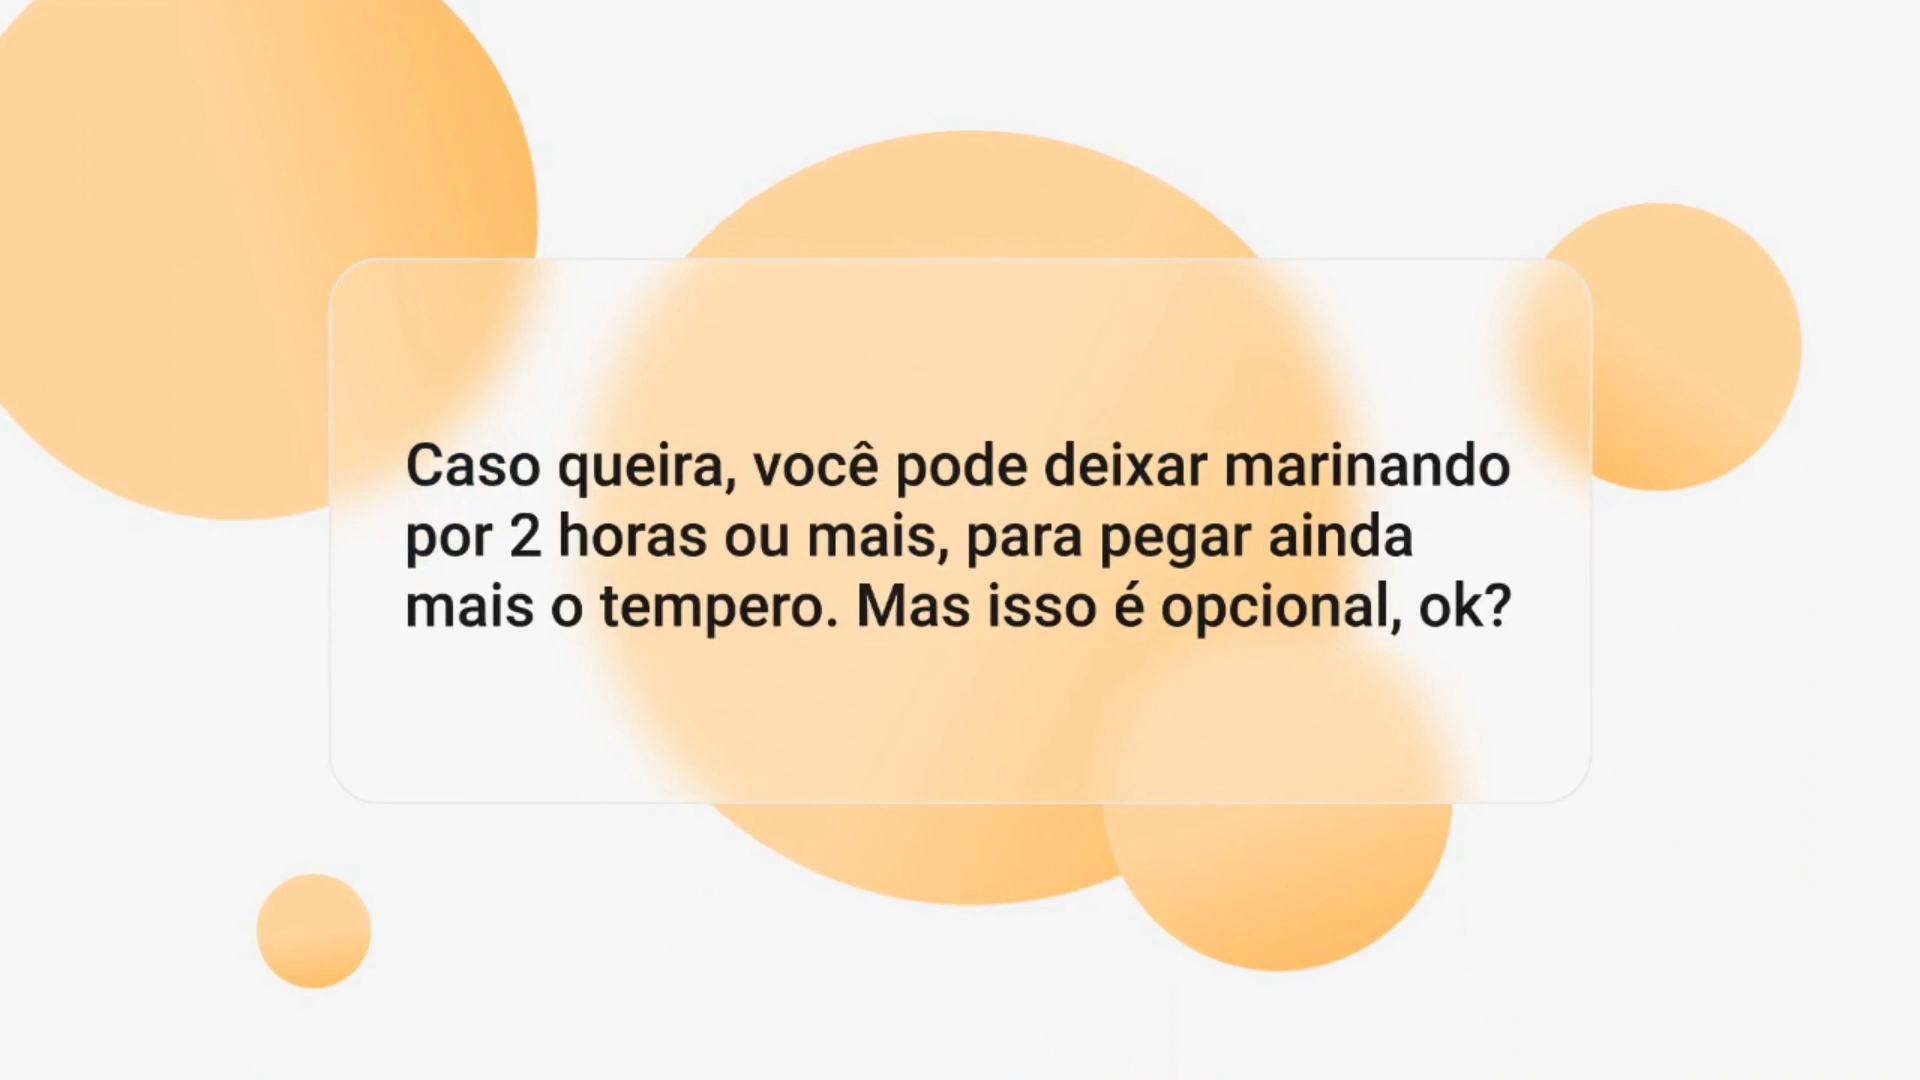 Caso queira, você pode deixar marinando
por 2 horas ou mais, para pegar ainda
mais o tempero. Mas isso é opcional, ok?